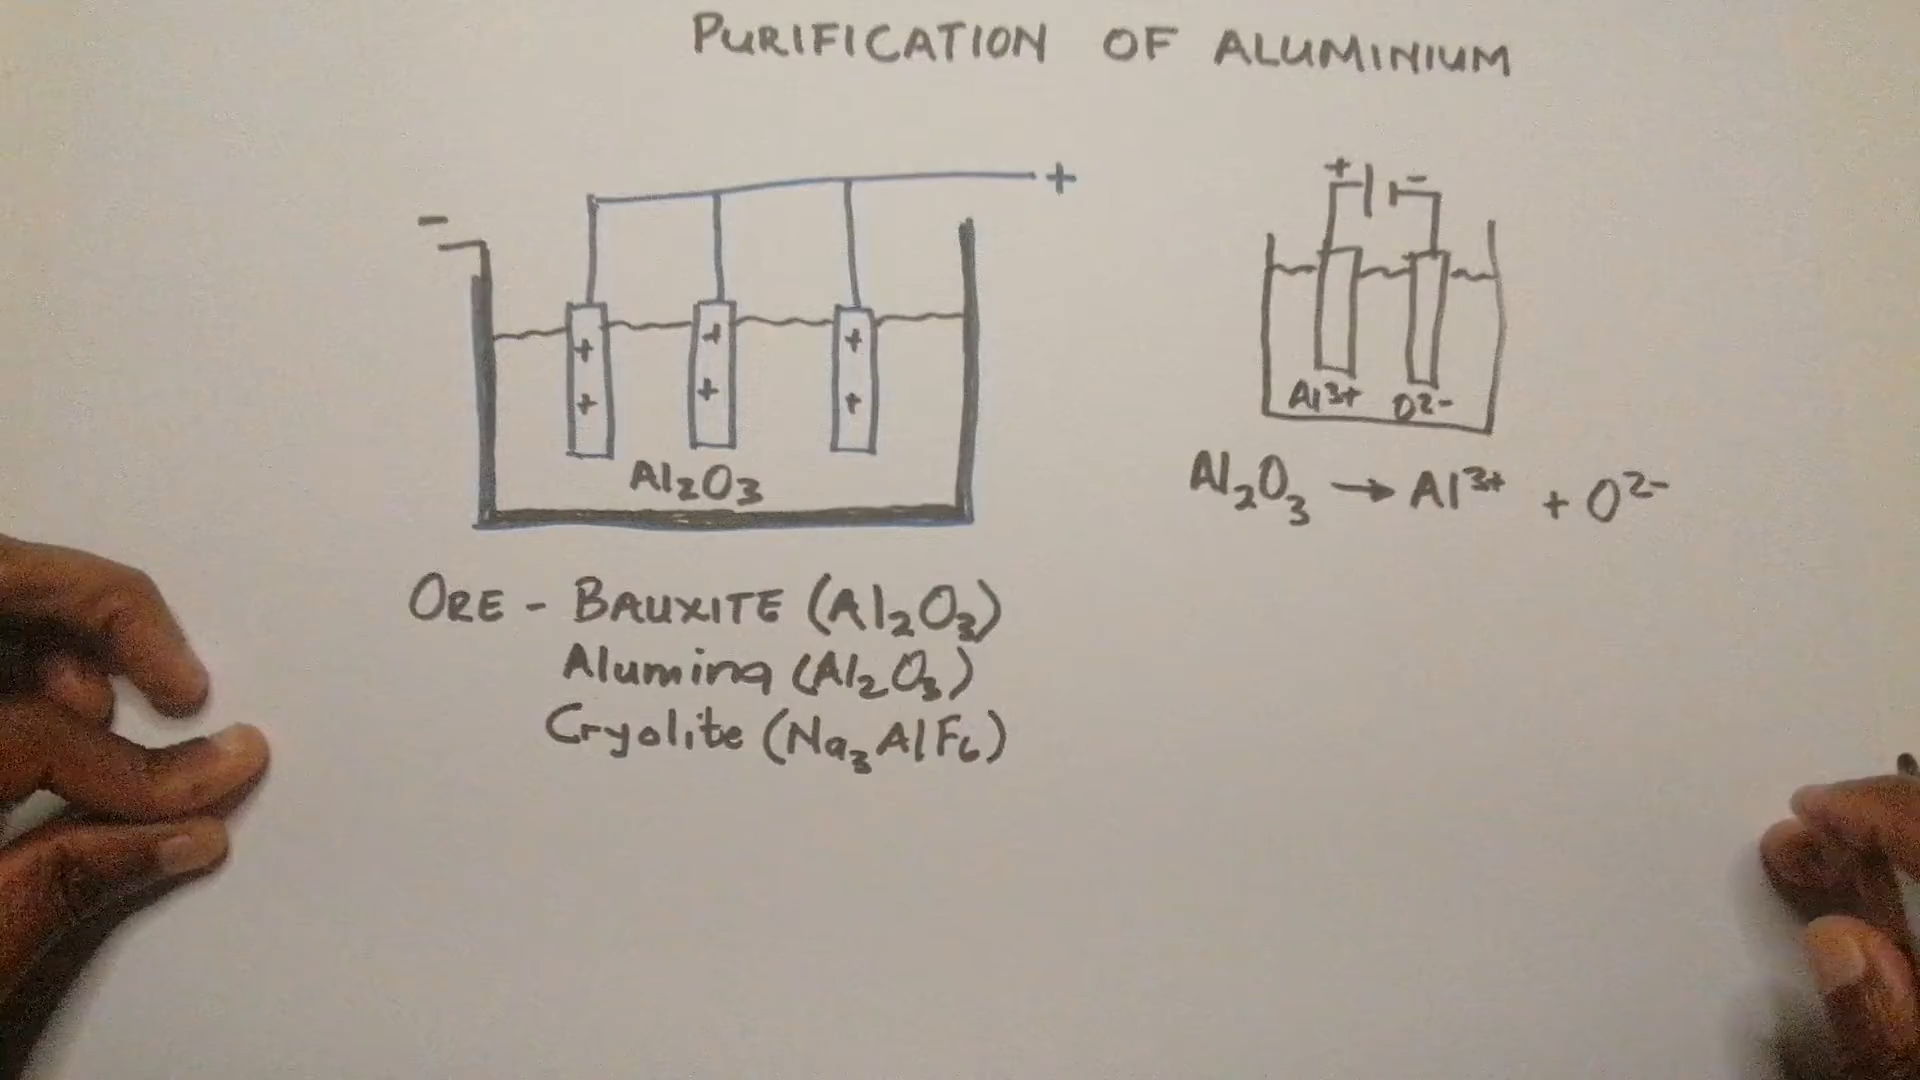 PURIFICATION OF ALUMINIUM
- +
+ + +
+ + +
Al₂O₃
ORE - BAUXITE (Al₂O₃)
Alumina (Al₂O₃)
Cryolite (Na₃AlF₆)
+ -
Al³⁺ O²⁻
Al₂O₃ → Al³⁺ + O²⁻